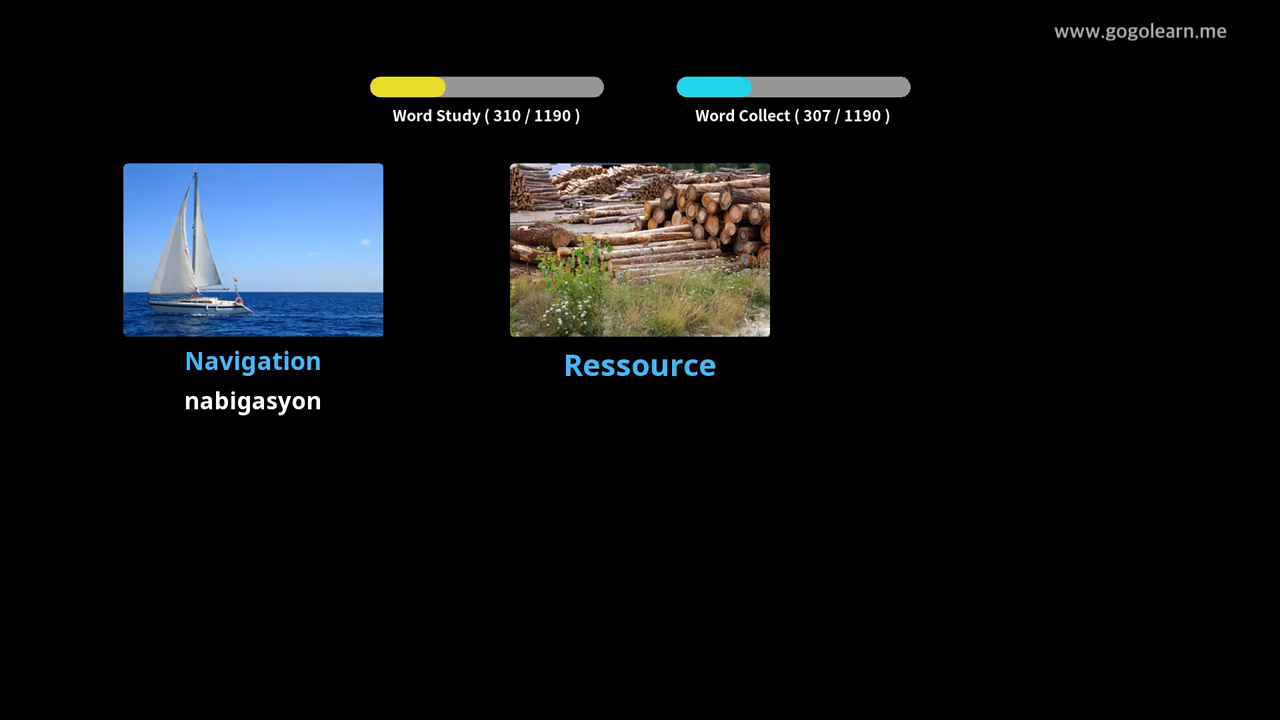 www.gogolearn.me
Word Study ( 310 / 1190 )
Word Collect ( 307 / 1190 )
Navigation
nabigasyon
Ressource